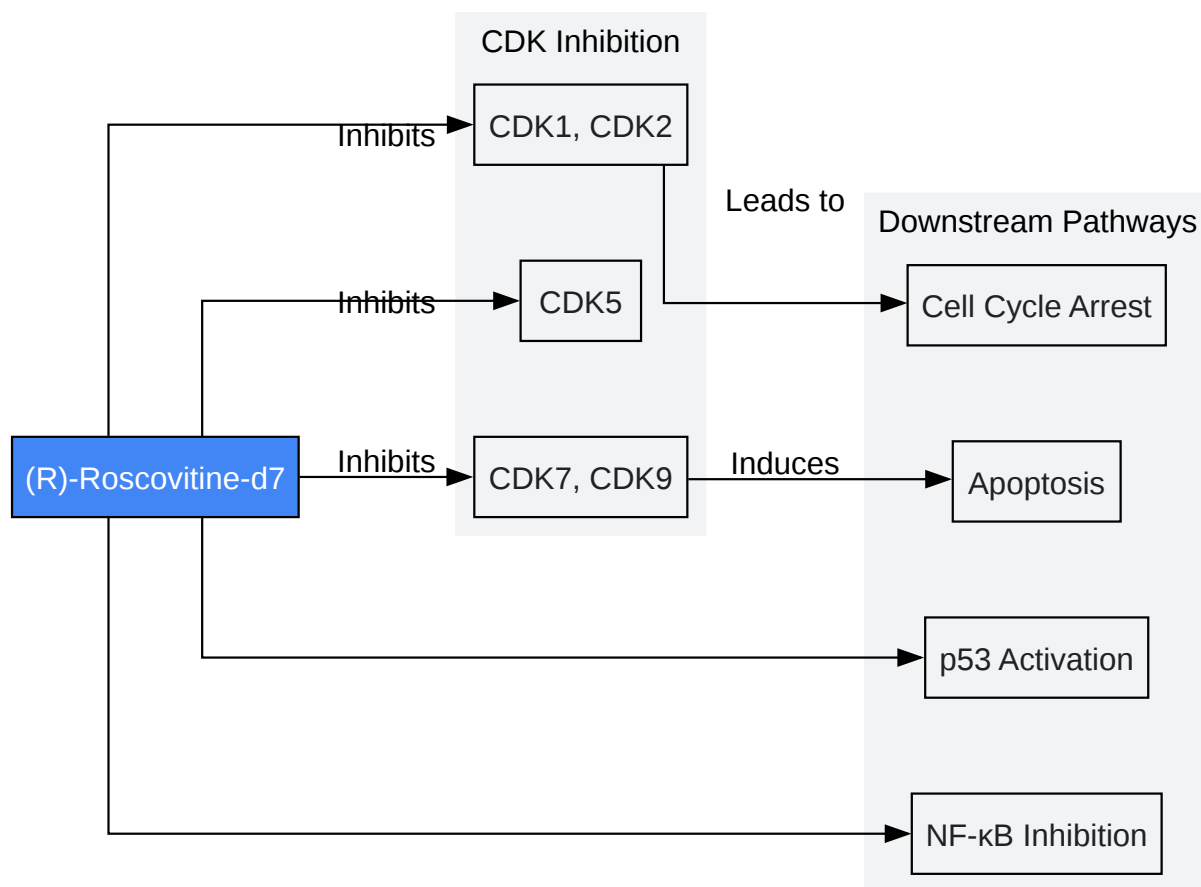 CDK Inhibition
Inhibits
CDK1, CDK2
Leads to
Downstream Pathways
Inhibits
CDK5
Cell Cycle Arrest
(R)-Roscovitine-d7
Inhibits
CDK7, CDK9
Induces
Apoptosis
p53 Activation
NF-κB Inhibition